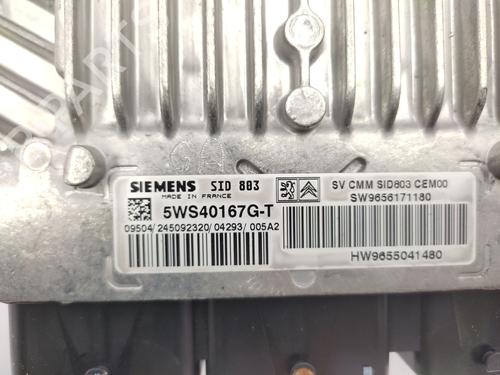 SIEMENS SID 803
MADE IN FRANCE
5WS40167G-T
09504/245092320/04293/005A2
SV CMM SID803 CEM00
SW9656171180
HW9655041480